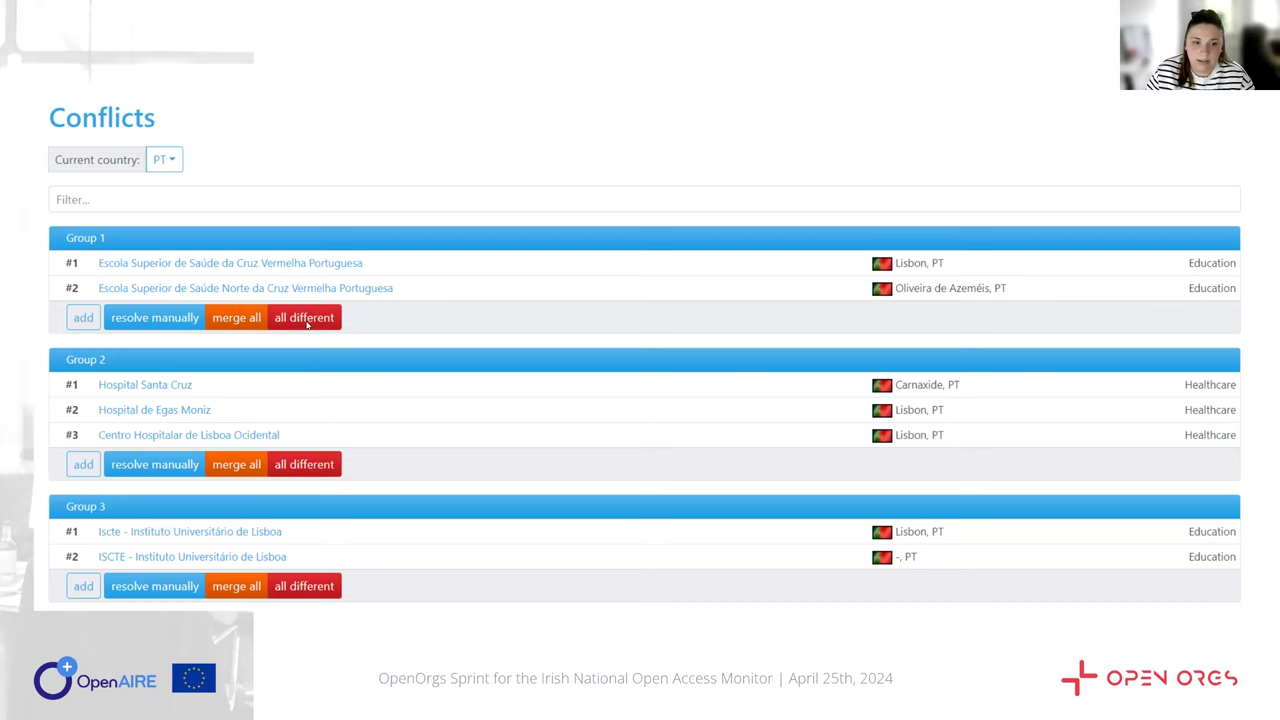 Conflicts
Current country: PT
Filter...
Group 1
#1 Escola Superior de Saúde da Cruz Vermelha Portuguesa Lisbon, PT Education
#2 Escola Superior de Saúde Norte da Cruz Vermelha Portuguesa Oliveira de Azeméis, PT Education
add resolve manually merge all all different
Group 2
#1 Hospital Santa Cruz Carnaxide, PT Healthcare
#2 Hospital de Egas Moniz Lisbon, PT Healthcare
#3 Centro Hospitalar de Lisboa Ocidental Lisbon, PT Healthcare
add resolve manually merge all all different
Group 3
#1 Iscte - Instituto Universitário de Lisboa Lisbon, PT Education
#2 ISCTE - Instituto Universitário de Lisboa -, PT Education
add resolve manually merge all all different
OpenAIRE OpenOrgs Sprint for the Irish National Open Access Monitor | April 25th, 2024 OPEN ORGS